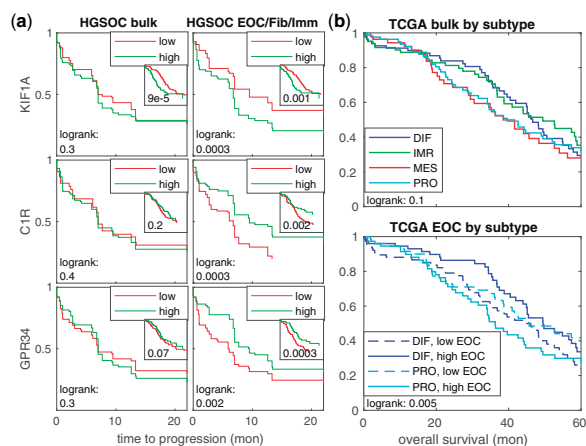 (a) HGSOC bulk HGSOC EOC/Fib/Imm
KIF1A
1
0.5
low
high
9e-5
logrank:
0.3
low
high
0.001
logrank:
0.0003
C1R
1
0.5
low
high
0.2
logrank:
0.4
low
high
0.002
logrank:
0.0003
GPR34
1
0.5
low
high
0.07
logrank:
0.3
low
high
0.0003
logrank:
0.002
0 10 20 0 10 20
time to progression (mon)
(b) TCGA bulk by subtype
1
0.8
0.6
0.4
0.2
0
DIF
IMR
MES
PRO
logrank: 0.1
0 20 40 60
TCGA EOC by subtype
1
0.8
0.6
0.4
0.2
0
DIF, low EOC
DIF, high EOC
PRO, low EOC
PRO, high EOC
logrank: 0.005
0 20 40 60
overall survival (mon)